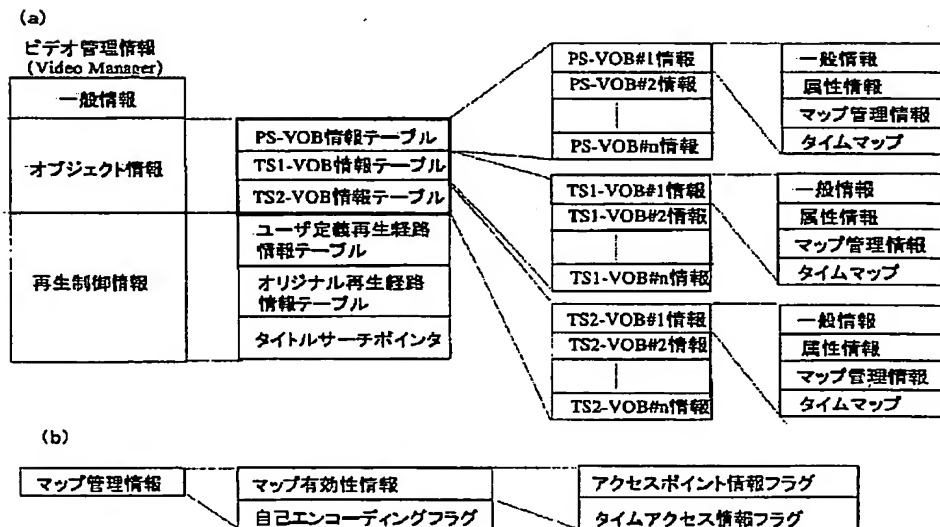 (a)
ビデオ管理情報
(Video Manager)
一般情報
オブジェクト情報
再生制御情報
PS-VOB情報テーブル
TS1-VOB情報テーブル
TS2-VOB情報テーブル
ユーザ定義再生経路
情報テーブル
オリジナル再生経路
情報テーブル
タイトルサーチポインタ
PS-VOB#1情報
PS-VOB#2情報
PS-VOB#n情報
一般情報
属性情報
マップ管理情報
タイムマップ
TS1-VOB#1情報
TS1-VOB#2情報
TS1-VOB#n情報
一般情報
属性情報
マップ管理情報
タイムマップ
TS2-VOB#1情報
TS2-VOB#2情報
TS2-VOB#n情報
一般情報
属性情報
マップ管理情報
タイムマップ
(b)
マップ管理情報
マップ有効性情報
自己エンコーディングフラグ
アクセスポイント情報フラグ
タイムアクセス情報フラグ